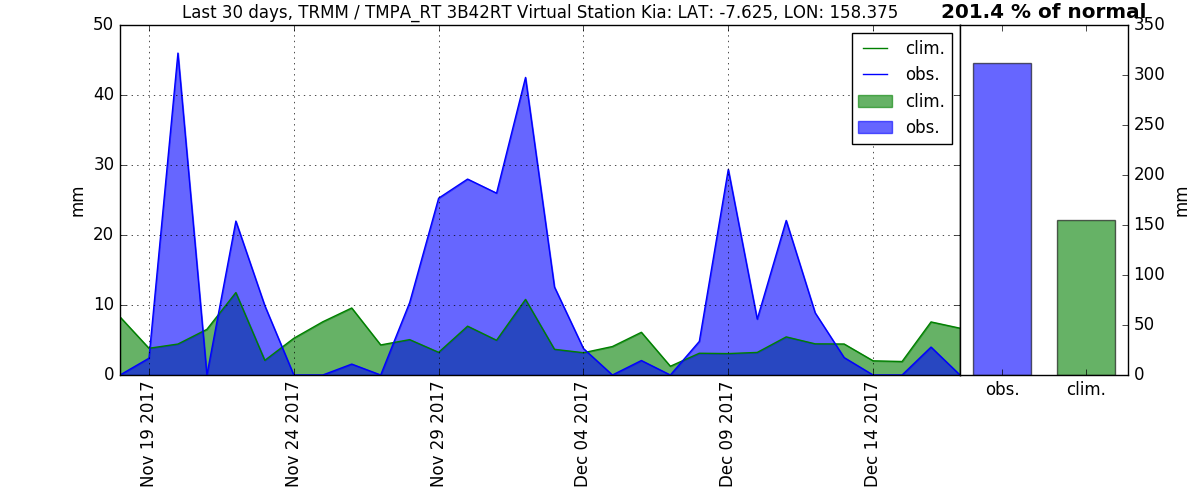 Last 30 days, TRMM / TMPA_RT 3B42RT Virtual Station Kia: LAT: -7.625, LON: 158.375
201.4 % of normal
50
40
30
20
10
0
mm
clim.
obs.
clim.
obs.
350
300
250
200
150
100
50
0
mm
Nov 19 2017
Nov 24 2017
Nov 29 2017
Dec 04 2017
Dec 09 2017
Dec 14 2017
obs.
clim.